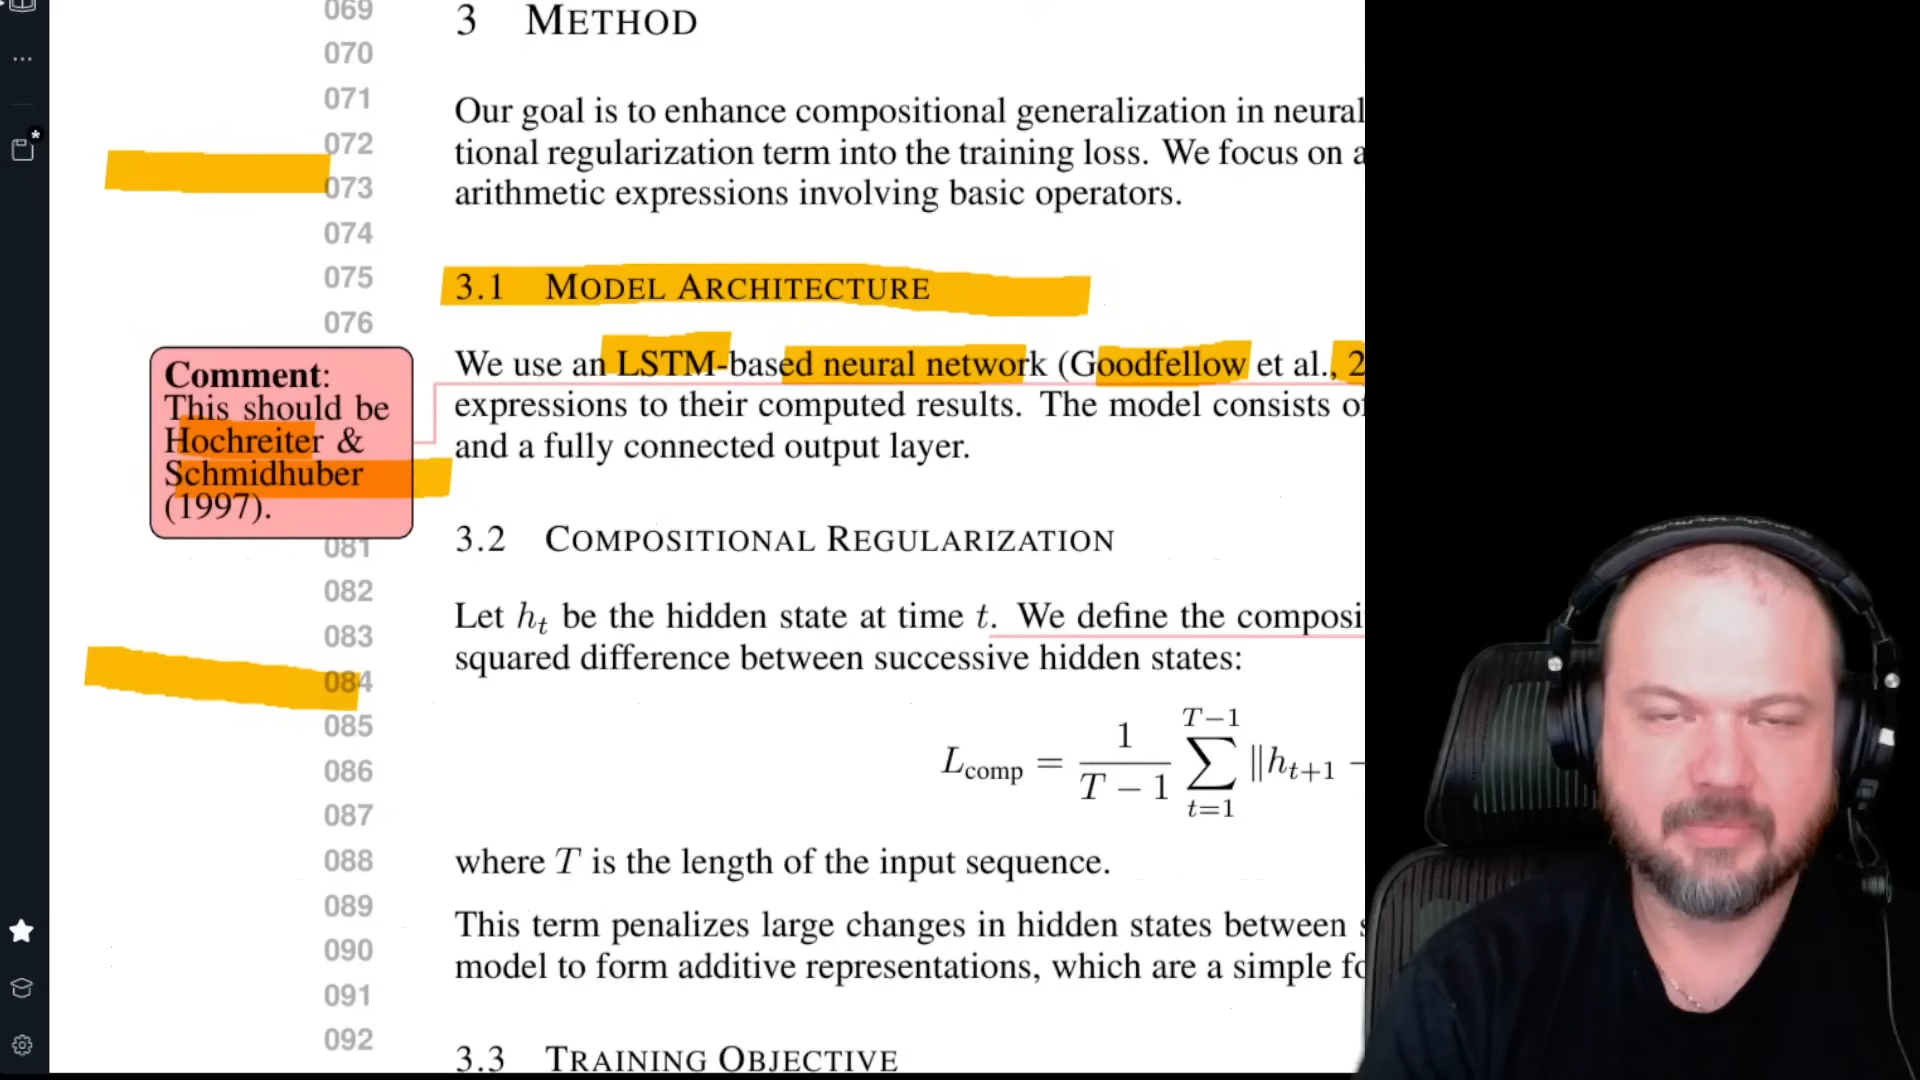 069
3 METHOD
070
071
Our goal is to enhance compositional generalization in neural
072
tional regularization term into the training loss. We focus on a
073
arithmetic expressions involving basic operators.
074
075
3.1 MODEL ARCHITECTURE
076
We use an LSTM-based neural network (Goodfellow et al., 2
expressions to their computed results. The model consists of
and a fully connected output layer.
Comment:
This should be
Hochreiter &
Schmidhuber
(1997).
081
3.2 COMPOSITIONAL REGULARIZATION
082
083
Let h_t be the hidden state at time t. We define the composi
squared difference between successive hidden states:
084
085
086
L_comp = \frac{1}{T − 1} \sum_{t=1}^{T−1} ‖h_{t+1} −
087
088
where T is the length of the input sequence.
089
This term penalizes large changes in hidden states between s
090
model to form additive representations, which are a simple fo
091
092
3.3 TRAINING OBJECTIVE